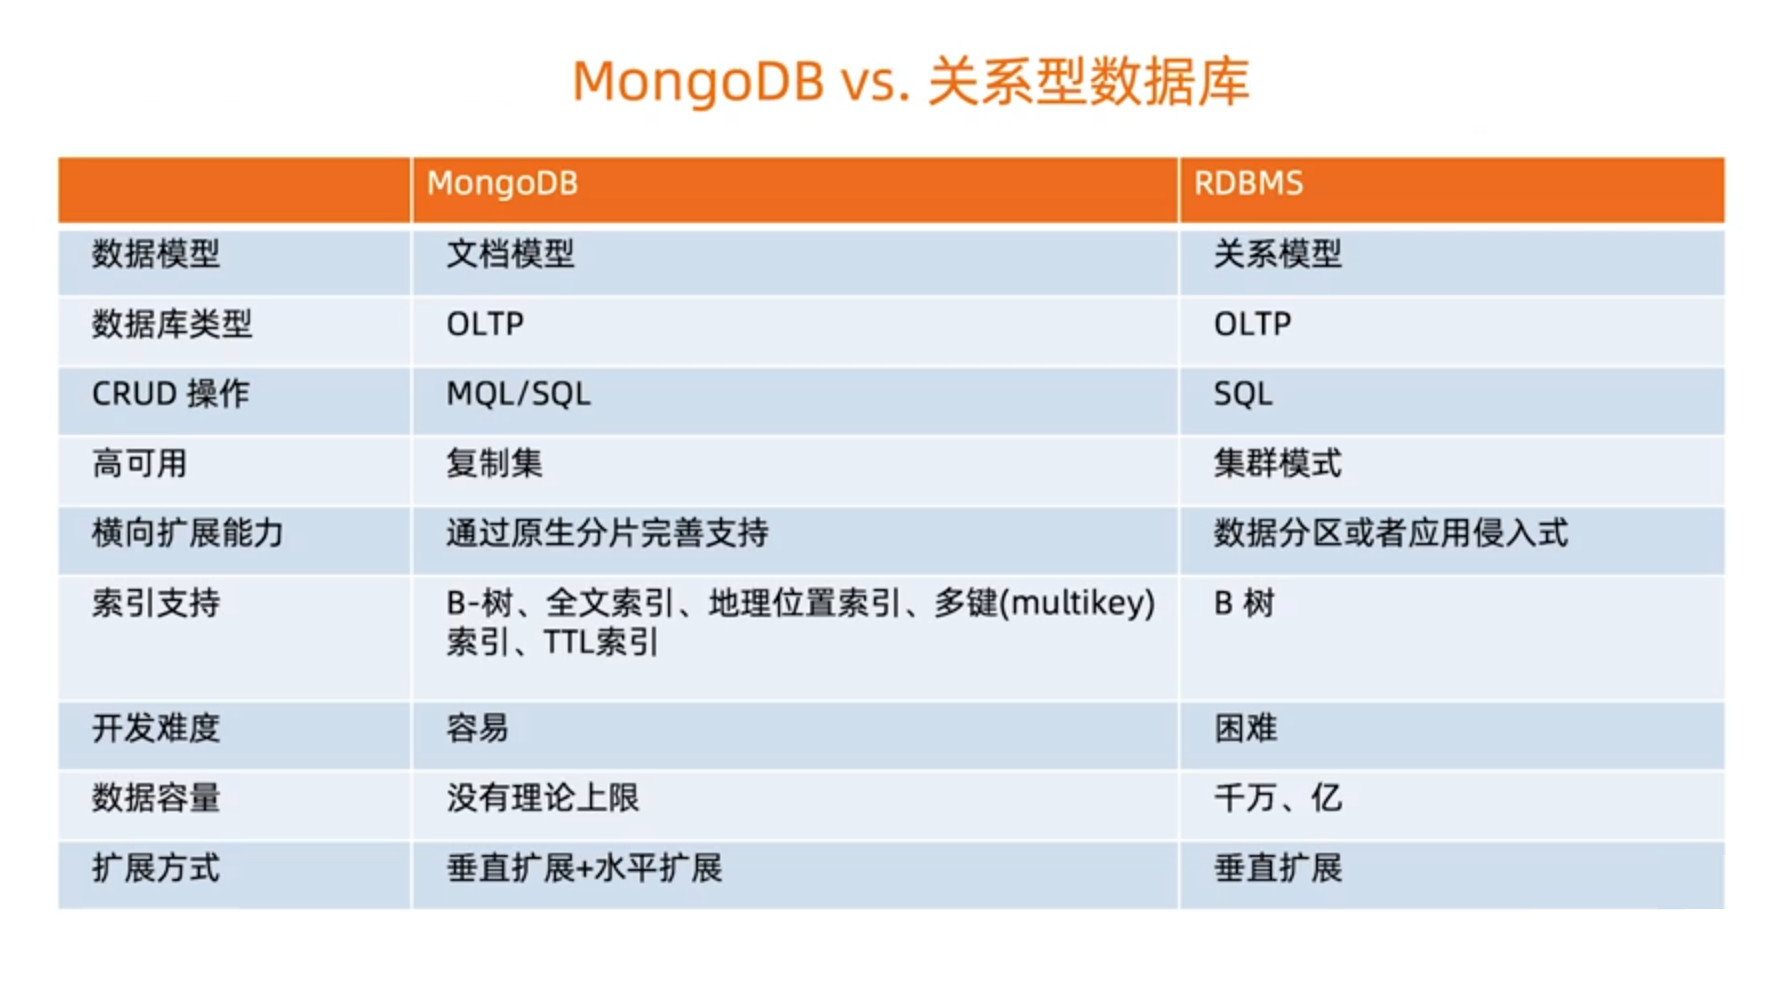 MongoDB vs. 关系型数据库
MongoDB RDBMS
数据模型 文档模型 关系模型
数据库类型 OLTP OLTP
CRUD 操作 MQL/SQL SQL
高可用 复制集 集群模式
横向扩展能力 通过原生分片完善支持 数据分区或者应用侵入式
索引支持 B-树、全文索引、地理位置索引、多键(multikey) B 树
索引、TTL索引
开发难度 容易 困难
数据容量 没有理论上限 千万、亿
扩展方式 垂直扩展+水平扩展 垂直扩展